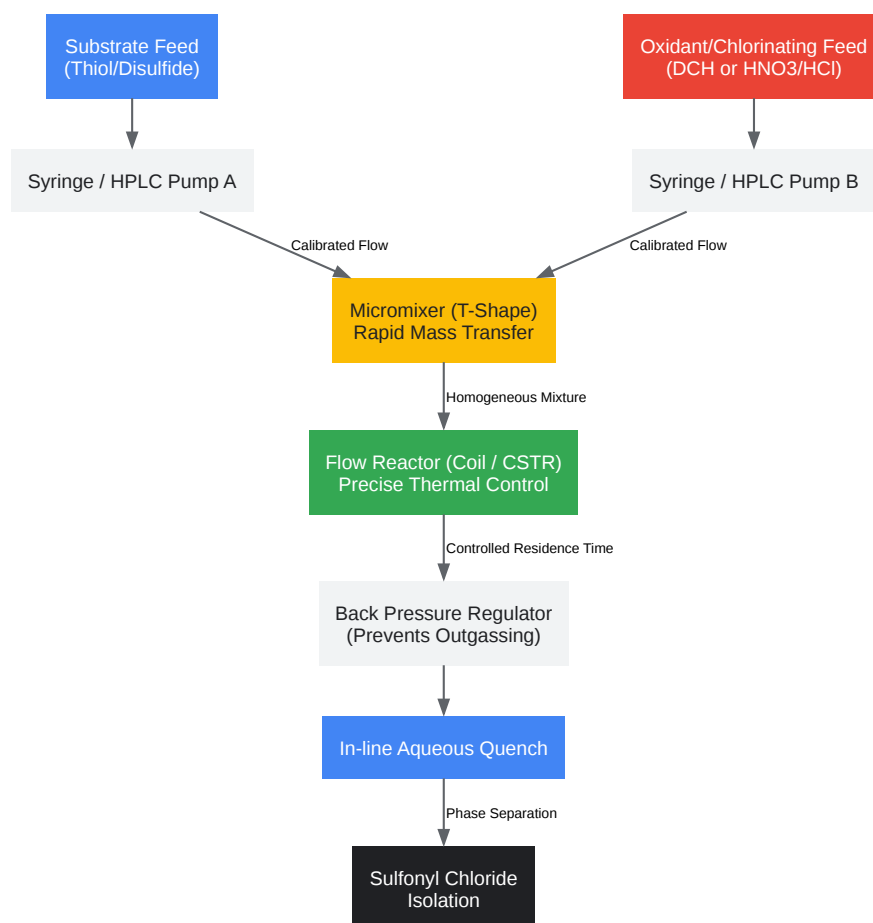 Substrate Feed
(Thiol/Disulfide)
Oxidant/Chlorinating Feed
(DCH or HNO3/HCl)
Syringe / HPLC Pump A
Syringe / HPLC Pump B
Calibrated Flow
Calibrated Flow
Micromixer (T-Shape)
Rapid Mass Transfer
Homogeneous Mixture
Flow Reactor (Coil / CSTR)
Precise Thermal Control
Controlled Residence Time
Back Pressure Regulator
(Prevents Outgassing)
In-line Aqueous Quench
Phase Separation
Sulfonyl Chloride
Isolation